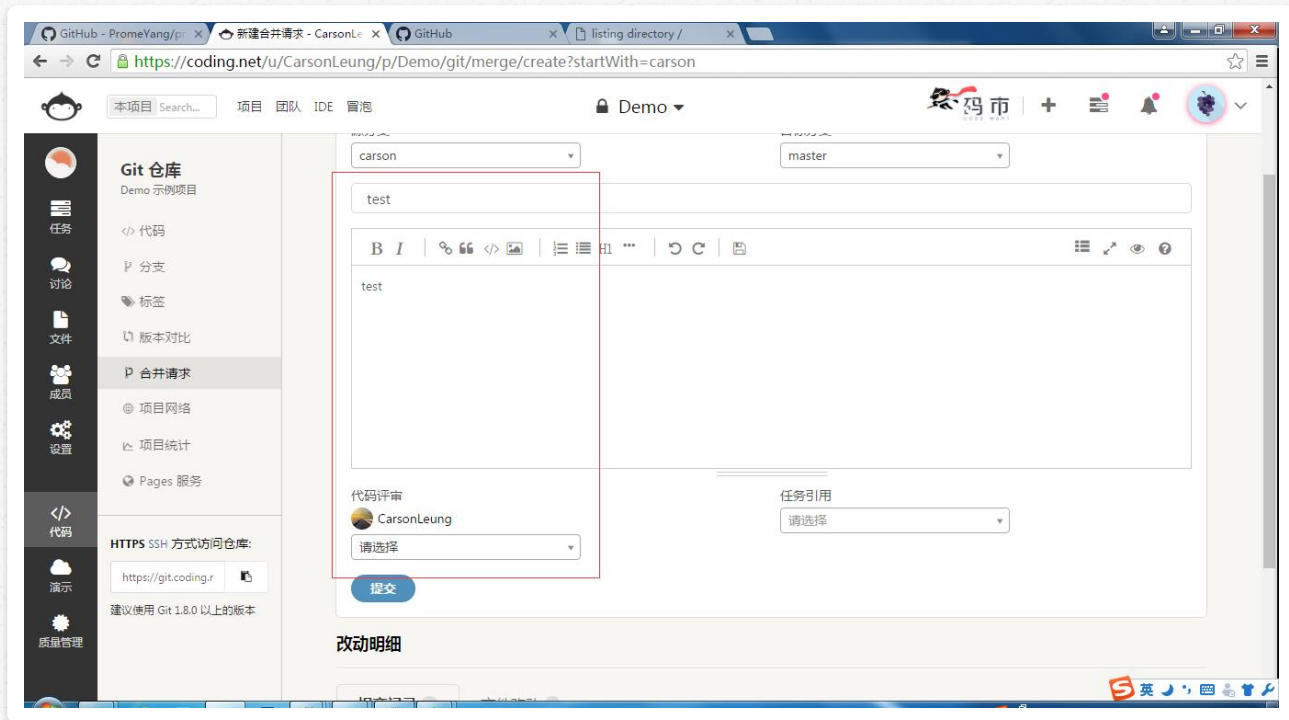 GitHub - PromeYang/pr
新建合并请求 - CarsonLe
GitHub
listing directory /
https://coding.net/u/CarsonLeung/p/Demo/git/merge/create?startWith=carson
本项目 Search...
项目 团队 IDE 冒泡
Demo
码市
CODE MART
任务
讨论
文件
成员
设置
代码
演示
质量管理
Git 仓库
Demo 示例项目
代码
分支
标签
版本对比
合并请求
项目网络
项目统计
Pages 服务
HTTPS SSH 方式访问仓库:
https://git.coding.r
建议使用 Git 1.8.0 以上的版本
carson
master
test
B I H1
test
代码评审
CarsonLeung
请选择
任务引用
请选择
提交
改动明细
英